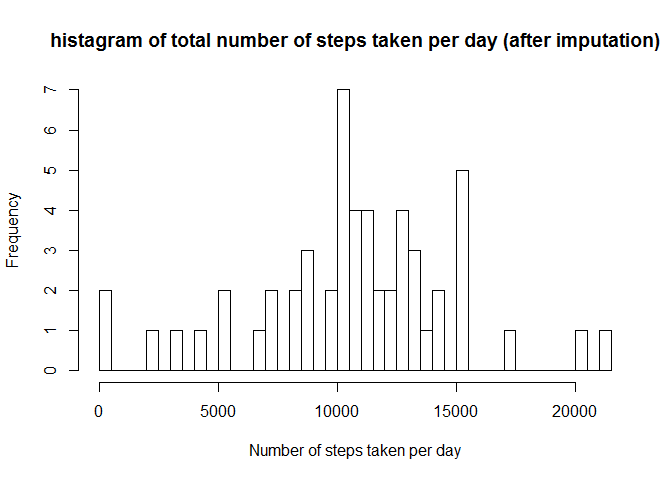 histagram of total number of steps taken per day (after imputation)
7
6
5
4
3
2
1
0
Frequency
0 5000 10000 15000 20000
Number of steps taken per day